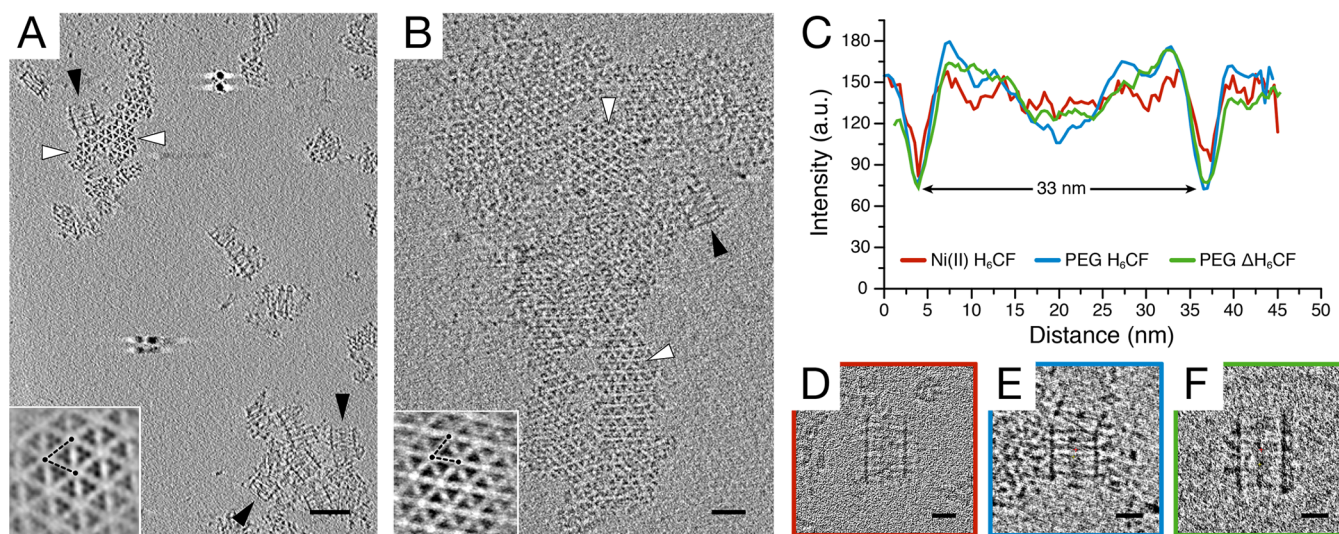 A
B
C
180
150
120
90
60
30
0
Intensity (a.u.)
33 nm
Ni(II) H₆CF PEG H₆CF PEG ΔH₆CF
0 5 10 15 20 25 30 35 40 45 50
Distance (nm)
D
E
F